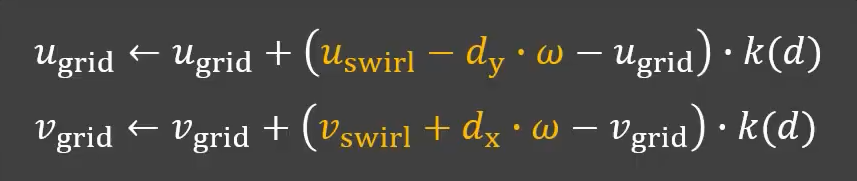 u_grid ← u_grid + (u_swirl − d_y · ω − u_grid) · k(d)
v_grid ← v_grid + (v_swirl + d_x · ω − v_grid) · k(d)